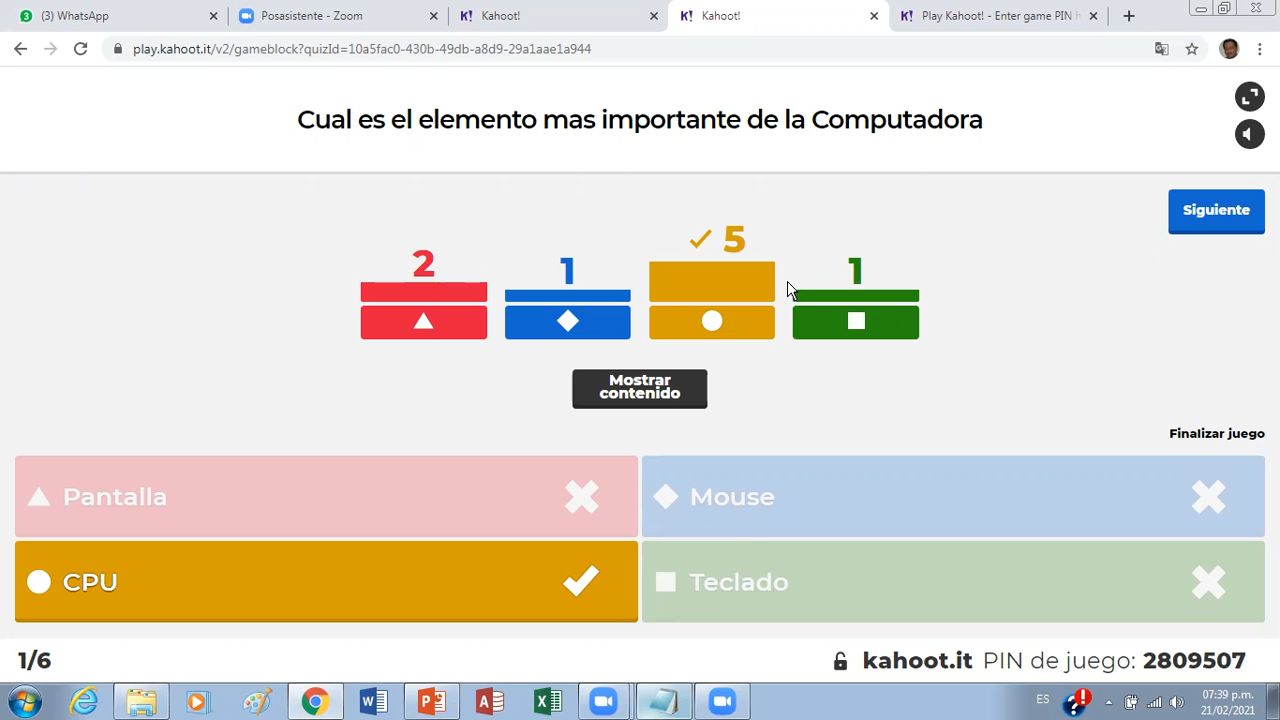 (3) WhatsApp
Posasistente - Zoom
Kahoot!
Kahoot!
Play Kahoot! - Enter game PIN
play.kahoot.it/v2/gameblock?quizId=10a5fac0-430b-49db-a8d9-29a1aae1a944
Cual es el elemento mas importante de la Computadora
Siguiente
2
1
5
1
Mostrar
contenido
Finalizar juego
Pantalla
Mouse
CPU
Teclado
1/6
kahoot.it PIN de juego: 2809507
ES
07:39 p.m.
21/02/2021